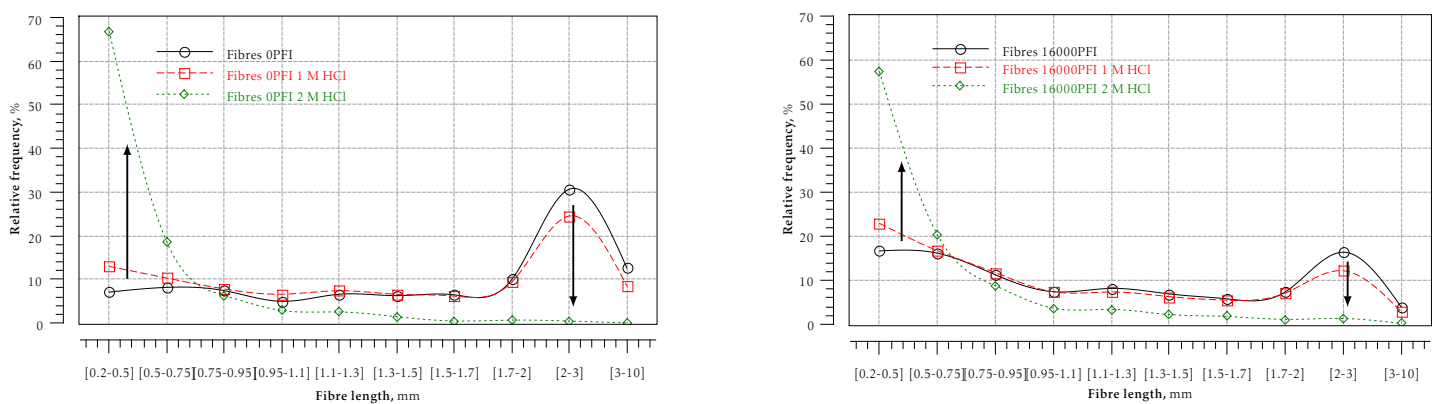 70
60
50
40
30
20
10
0
Relative frequency, %
Fibres 0PFI
Fibres 0PFI 1 M HCl
Fibres 0PFI 2 M HCl
[0.2-0.5] [0.5-0.75] [0.75-0.95] [0.95-1.1] [1.1-1.3] [1.3-1.5] [1.5-1.7] [1.7-2] [2-3] [3-10]
Fibre length, mm
70
60
50
40
30
20
10
0
Relative frequency, %
Fibres 16000PFI
Fibres 16000PFI 1 M HCl
Fibres 16000PFI 2 M HCl
[0.2-0.5] [0.5-0.75] [0.75-0.95] [0.95-1.1] [1.1-1.3] [1.3-1.5] [1.5-1.7] [1.7-2] [2-3] [3-10]
Fibre length, mm